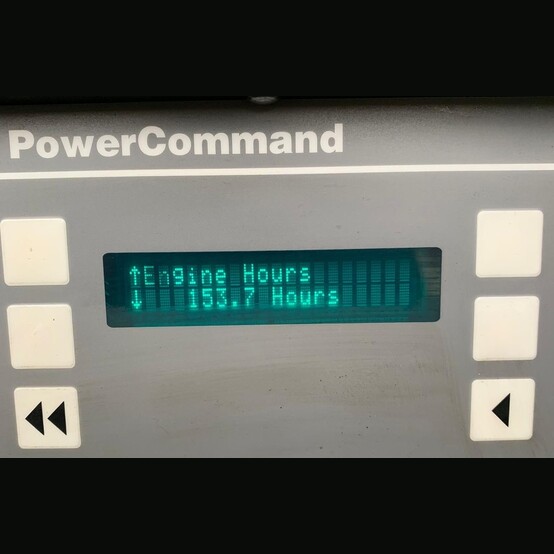 PowerCommand
↑Engine Hours
↓ 153.7 Hours